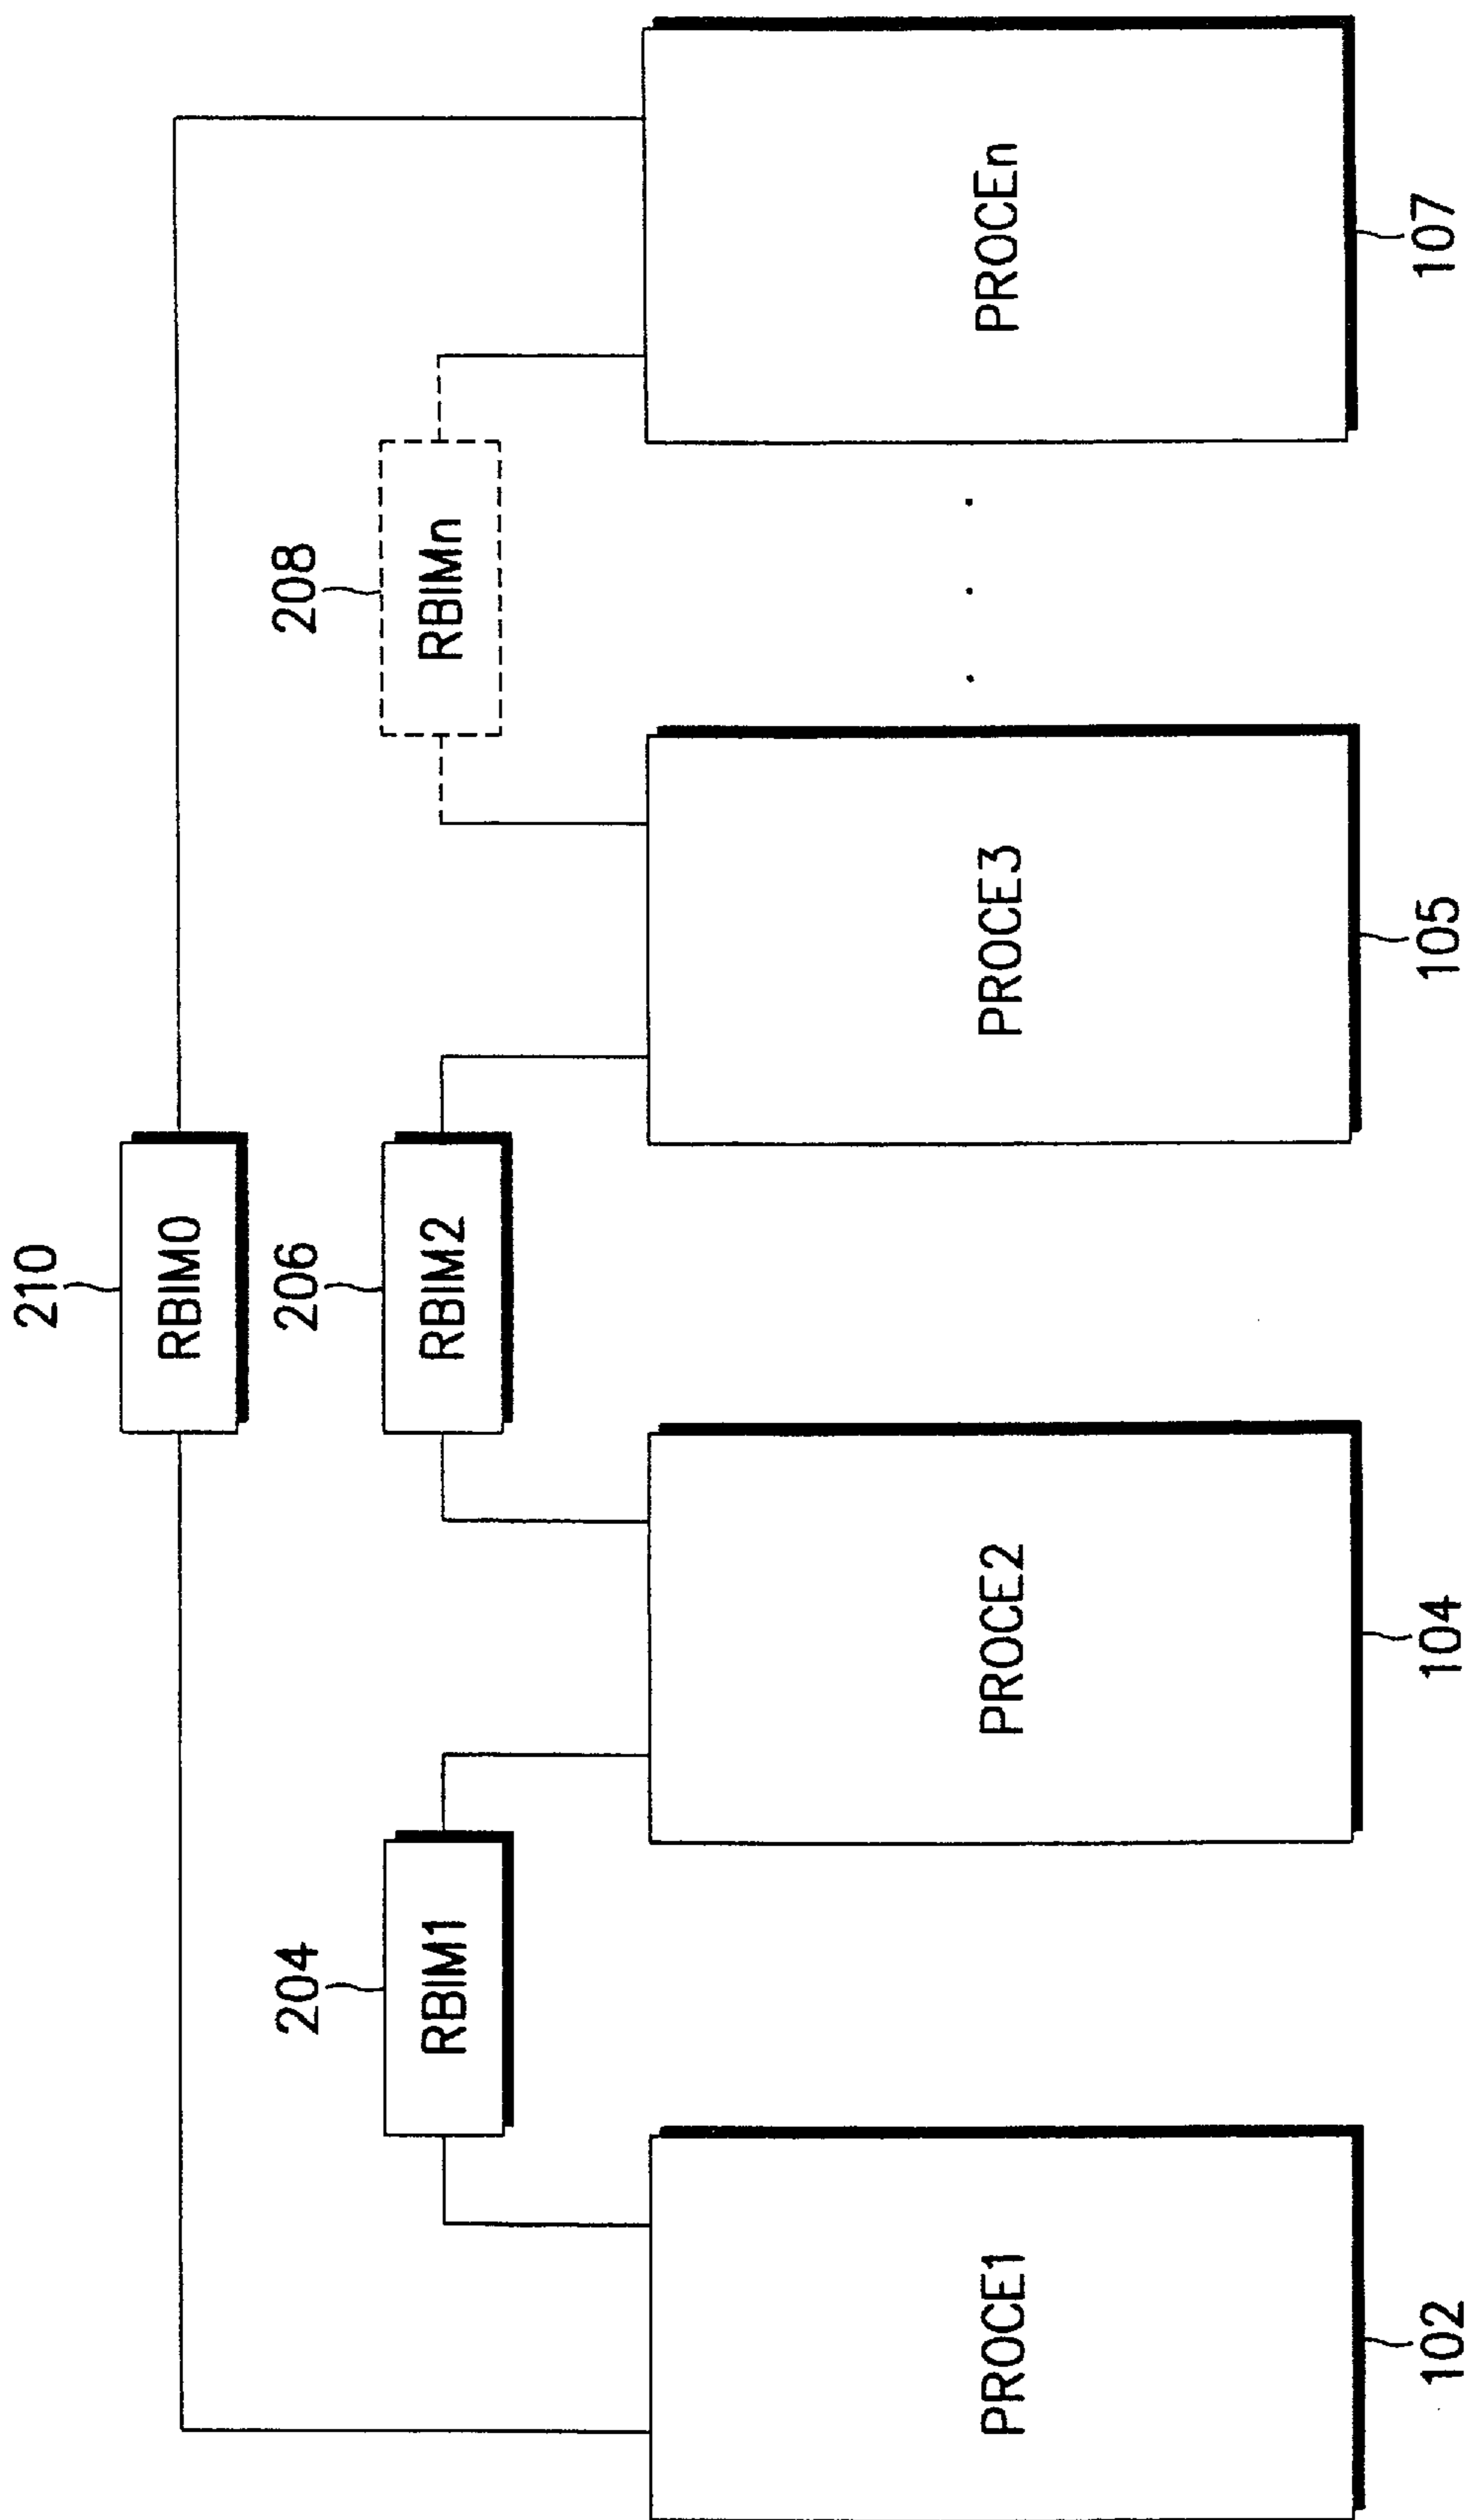 210
RBIM0
204
RBIM1
206
RBIM2
208
RBIMn
PROCE1
PROCE2
PROCE3
. . .
PROCEn
102
104
105
107